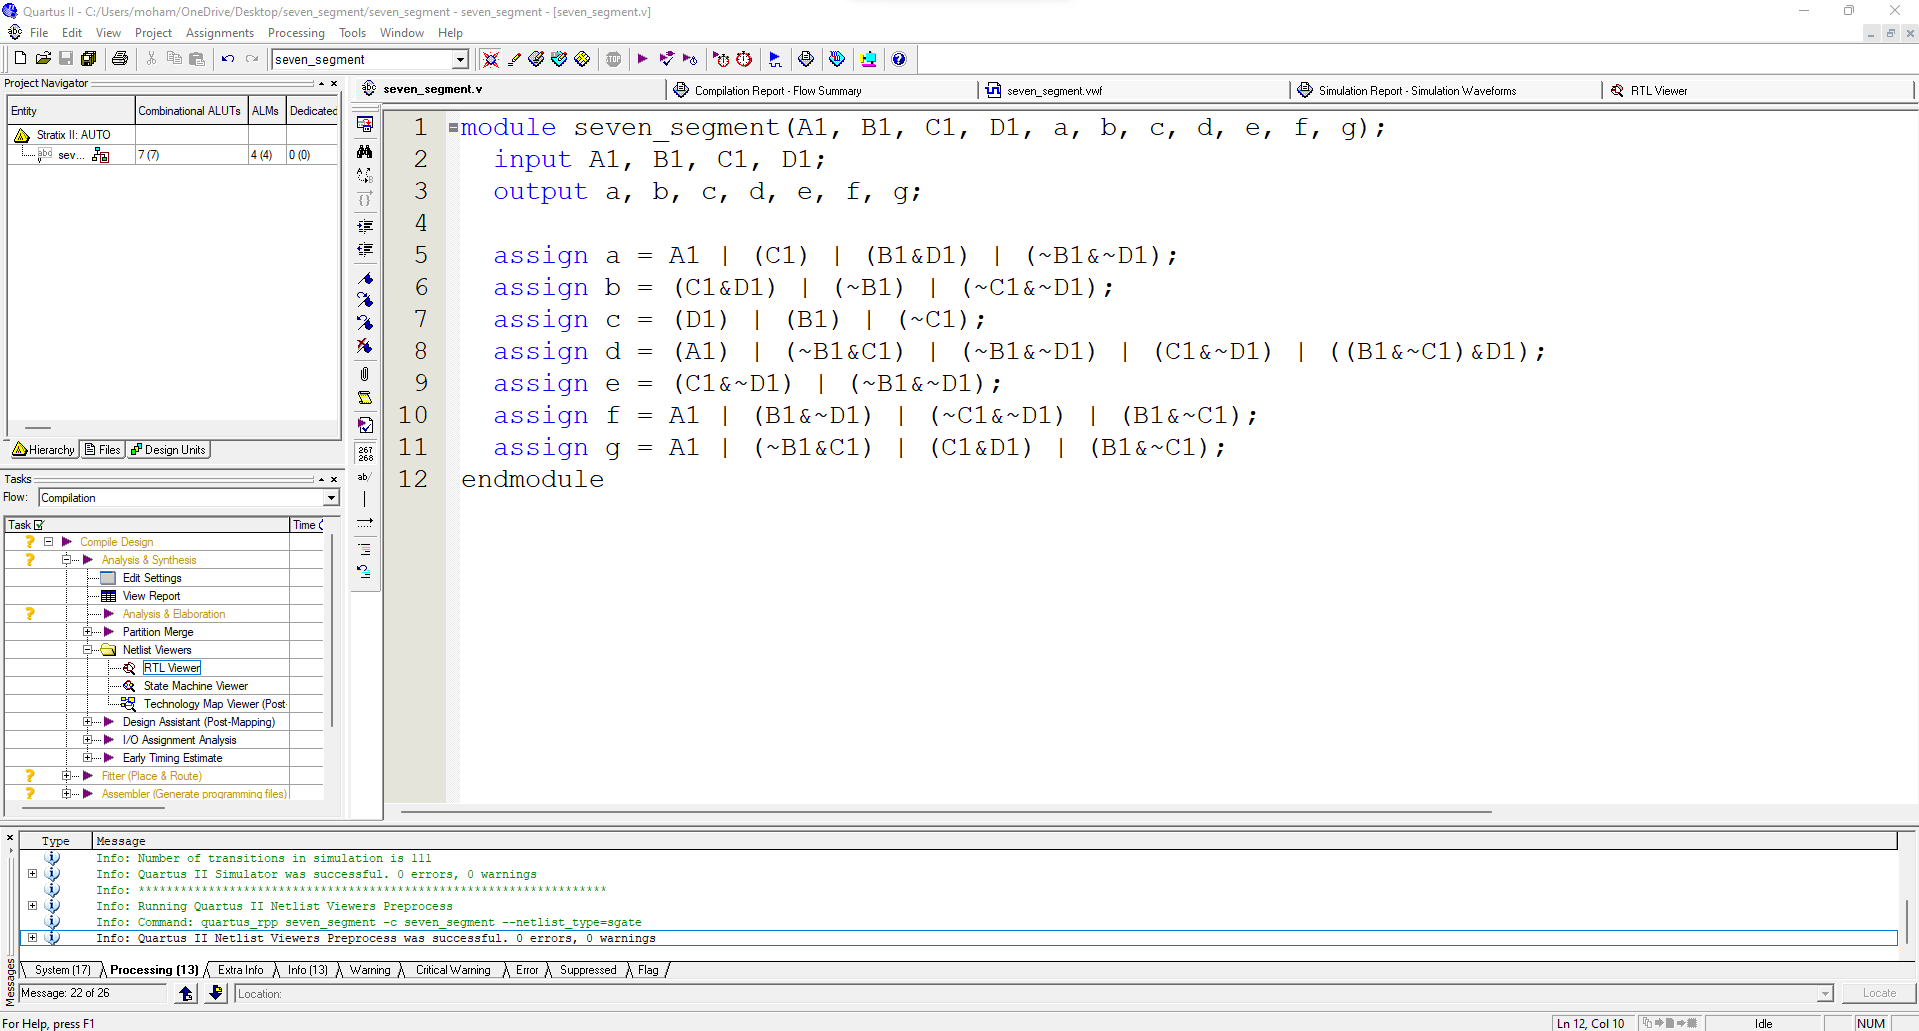 Quartus II - C:/Users/moham/OneDrive/Desktop/seven_segment/seven_segment - seven_segment - [seven_segment.v]
File Edit View Project Assignments Processing Tools Window Help
seven_segment
Project Navigator
Entity Combinational ALUTs ALMs Dedicated
Stratix II: AUTO
sev... 7 (7) 4 (4) 0 (0)
Hierarchy Files Design Units
Tasks
Flow: Compilation
Task Time
Compile Design
Analysis & Synthesis
Edit Settings
View Report
Analysis & Elaboration
Partition Merge
Netlist Viewers
RTL Viewer
State Machine Viewer
Technology Map Viewer (Post-
Design Assistant (Post-Mapping)
I/O Assignment Analysis
Early Timing Estimate
Fitter (Place & Route)
Assembler (Generate programming files)
seven_segment.v Compilation Report - Flow Summary seven_segment.vwf Simulation Report - Simulation Waveforms RTL Viewer
1 module seven_segment(A1, B1, C1, D1, a, b, c, d, e, f, g);
2 input A1, B1, C1, D1;
3 output a, b, c, d, e, f, g;
4
5 assign a = A1 | (C1) | (B1&D1) | (~B1&~D1);
6 assign b = (C1&D1) | (~B1) | (~C1&~D1);
7 assign c = (D1) | (B1) | (~C1);
8 assign d = (A1) | (~B1&C1) | (~B1&~D1) | (C1&~D1) | ((B1&~C1)&D1);
9 assign e = (C1&~D1) | (~B1&~D1);
10 assign f = A1 | (B1&~D1) | (~C1&~D1) | (B1&~C1);
11 assign g = A1 | (~B1&C1) | (C1&D1) | (B1&~C1);
12 endmodule
267
268
ab/
Type Message
Info: Number of transitions in simulation is 111
Info: Quartus II Simulator was successful. 0 errors, 0 warnings
Info: *******************************************************************
Info: Running Quartus II Netlist Viewers Preprocess
Info: Command: quartus_rpp seven_segment -c seven_segment --netlist_type=sgate
Info: Quartus II Netlist Viewers Preprocess was successful. 0 errors, 0 warnings
System (17) Processing (13) Extra Info Info (13) Warning Critical Warning Error Suppressed Flag
Messages
Message: 22 of 26 Location: Locate
For Help, press F1 Ln 12, Col 10 Idle NUM